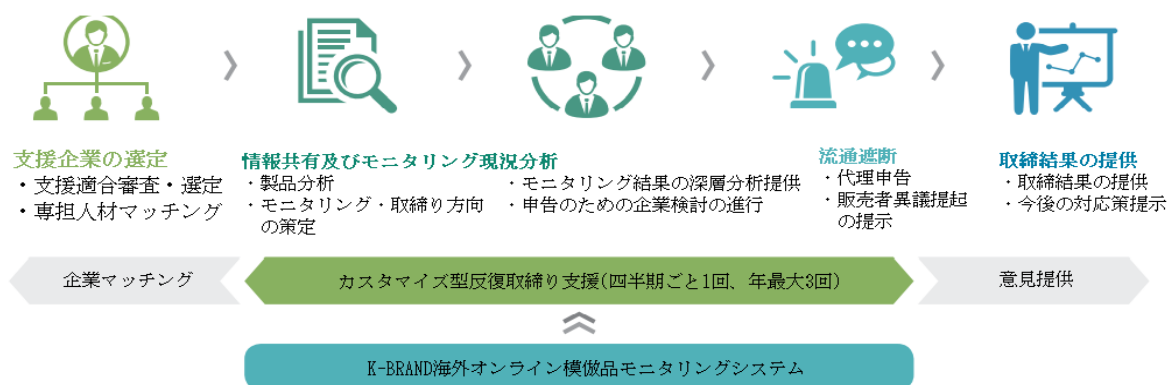 支援企業の選定
・支援適合審査・選定
・専担人材マッチング
情報共有及びモニタリング現況分析
・製品分析
・モニタリング・取締り方向
の策定
・モニタリング結果の深層分析提供
・申告のための企業検討の進行
流通遮断
・代理申告
・販売者異議提起
の提示
取締結果の提供
・取締結果の提供
・今後の対応策提示
企業マッチング
カスタマイズ型反復取締り支援(四半期ごと1回、年最大3回)
意見提供
K-BRAND海外オンライン模倣品モニタリングシステム